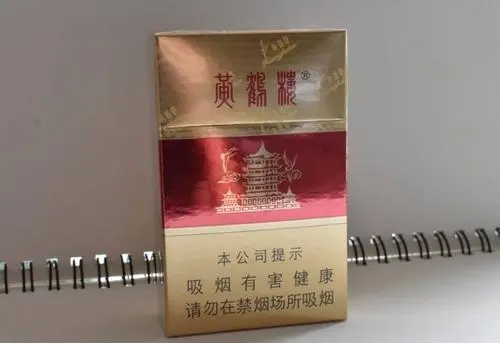 黄鹤楼®
本公司提示
吸烟有害健康
请勿在禁烟场所吸烟